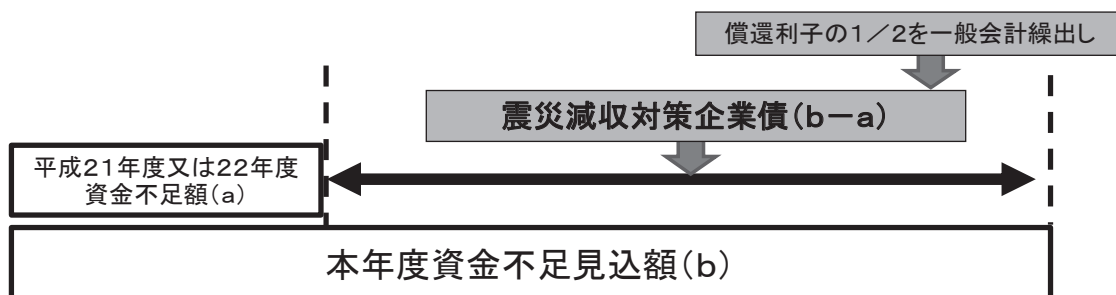 償還利子の1／2を一般会計繰出し
震災減収対策企業債(b－a)
平成21年度又は22年度
資金不足額(a)
本年度資金不足見込額(b)